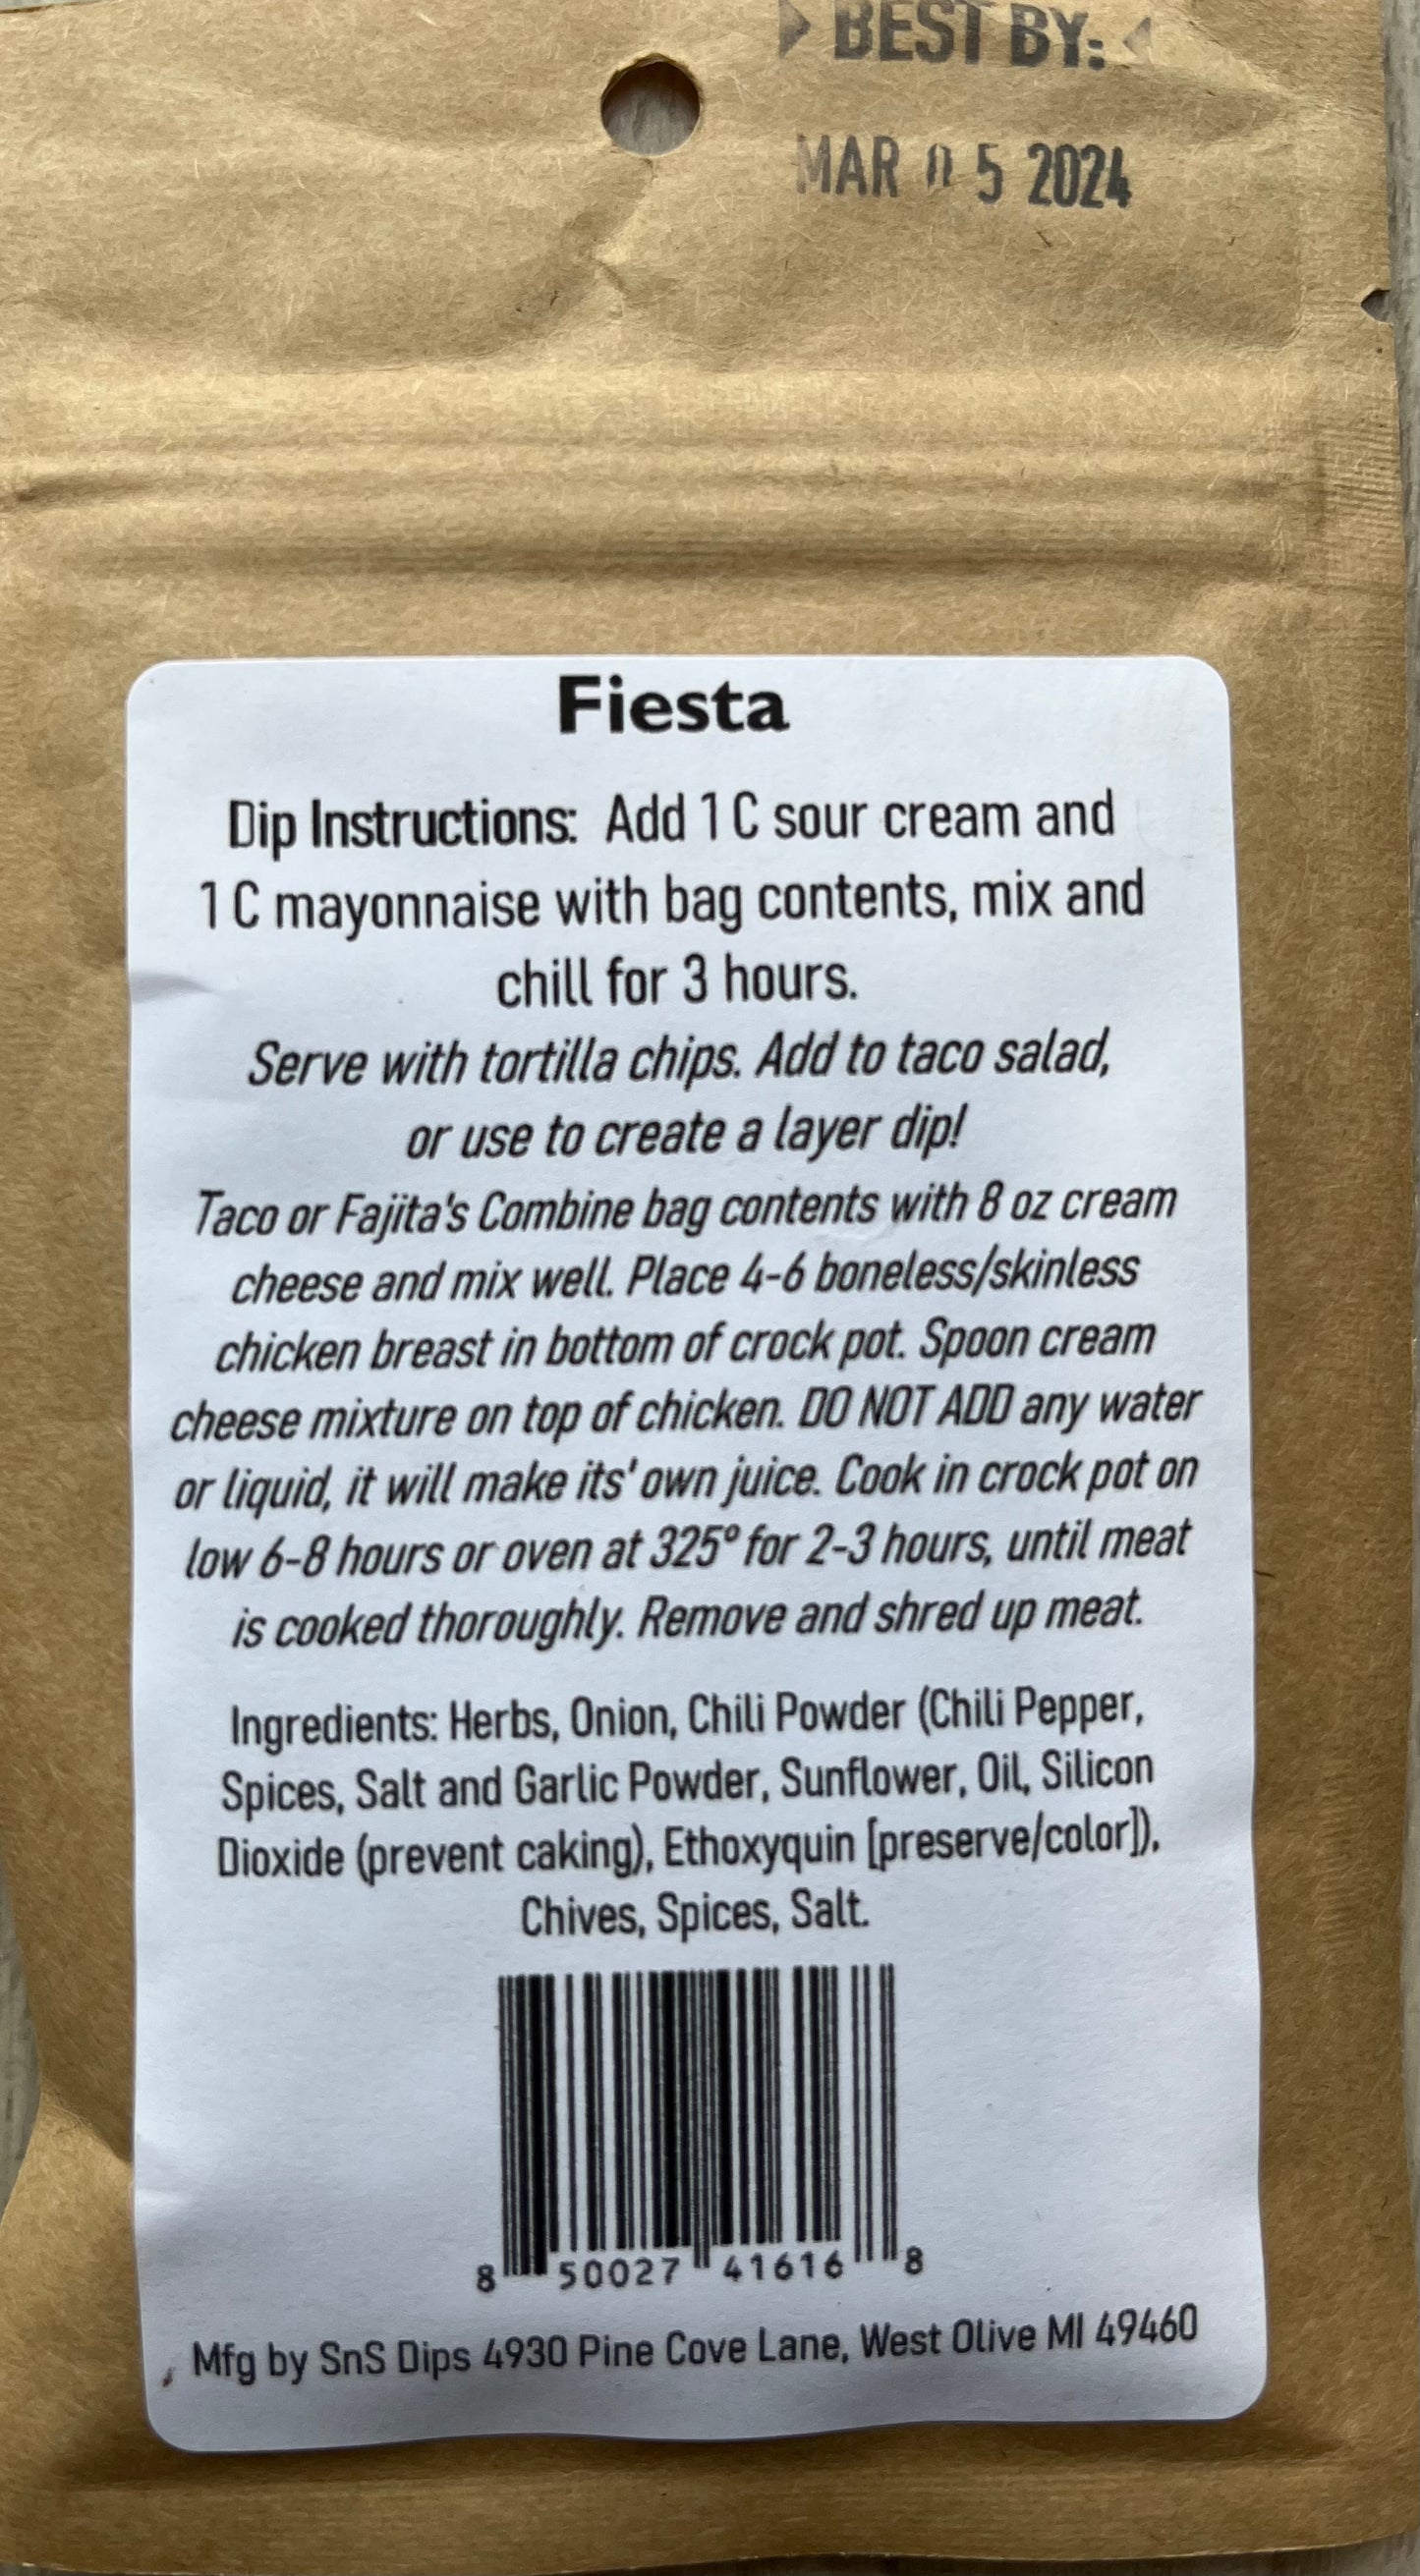 BEST BY:
MAR 05 2024
Fiesta
Dip Instructions: Add 1 C sour cream and
1 C mayonnaise with bag contents, mix and
chill for 3 hours.
Serve with tortilla chips. Add to taco salad,
or use to create a layer dip!
Taco or Fajita's Combine bag contents with 8 oz cream
cheese and mix well. Place 4-6 boneless/skinless
chicken breast in bottom of crock pot. Spoon cream
cheese mixture on top of chicken. DO NOT ADD any water
or liquid, it will make its' own juice. Cook in crock pot on
low 6-8 hours or oven at 325° for 2-3 hours, until meat
is cooked thoroughly. Remove and shred up meat.
Ingredients: Herbs, Onion, Chili Powder (Chili Pepper,
Spices, Salt and Garlic Powder, Sunflower, Oil, Silicon
Dioxide (prevent caking), Ethoxyquin [preserve/color]),
Chives, Spices, Salt.
8 50027 41616 8
Mfg by SnS Dips 4930 Pine Cove Lane, West Olive MI 49460